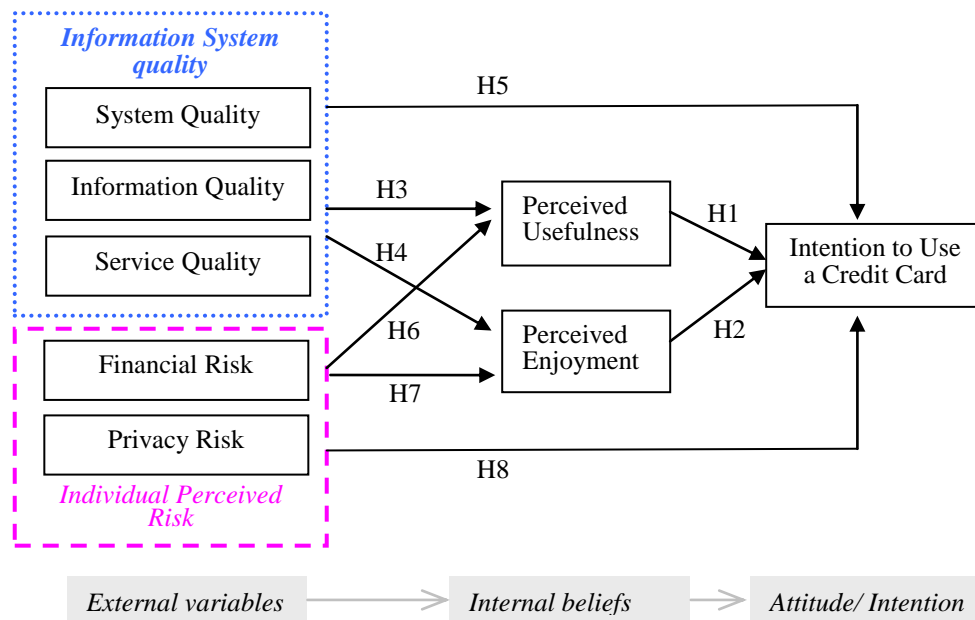 Information System
quality
System Quality
Information Quality
Service Quality
Financial Risk
Privacy Risk
Individual Perceived
Risk
H5
H3
H4
H6
H7
H8
Perceived
Usefulness
Perceived
Enjoyment
H1
H2
Intention to Use
a Credit Card
External variables
Internal beliefs
Attitude/ Intention